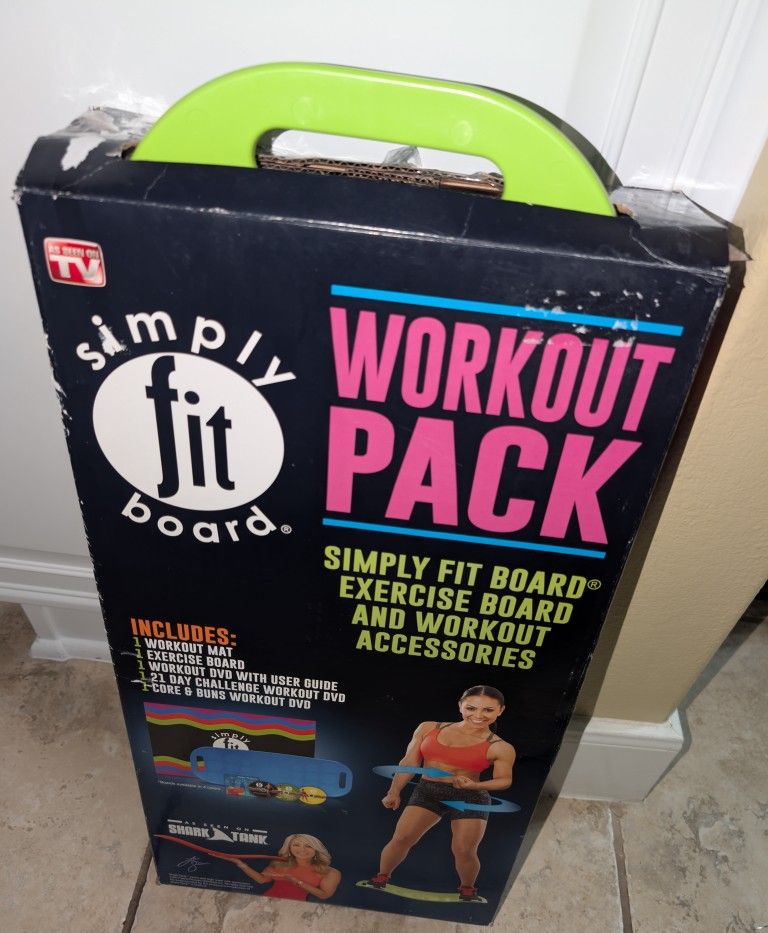 AS SEEN ON
TV
simply
fit
board®
WORKOUT
PACK
SIMPLY FIT BOARD®
EXERCISE BOARD
AND WORKOUT
ACCESSORIES
INCLUDES:
1 WORKOUT MAT
1 EXERCISE BOARD
1 WORKOUT DVD WITH USER GUIDE
1 21 DAY CHALLENGE WORKOUT DVD
1 CORE & BUNS WORKOUT DVD
simply
fit
AS SEEN ON
SHARK TANK